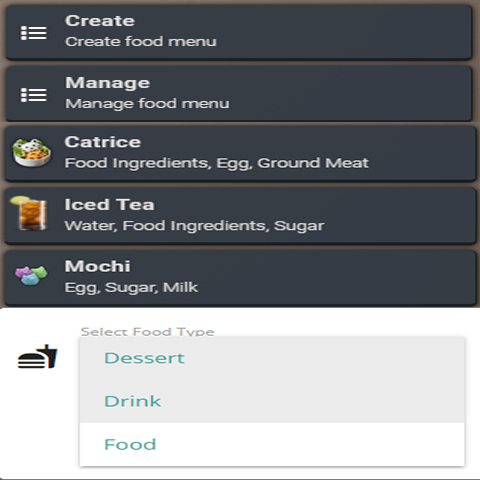 Create
Create food menu
Manage
Manage food menu
Catrice
Food Ingredients, Egg, Ground Meat
Iced Tea
Water, Food Ingredients, Sugar
Mochi
Egg, Sugar, Milk
Select Food Type
Dessert
Drink
Food